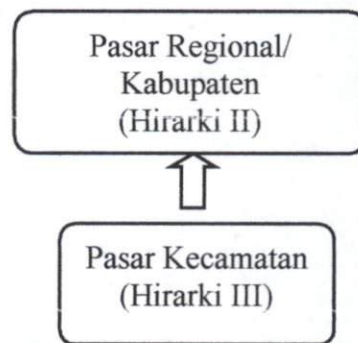 Pasar Regional/
Kabupaten
(Hirarki II)
Pasar Kecamatan
(Hirarki III)